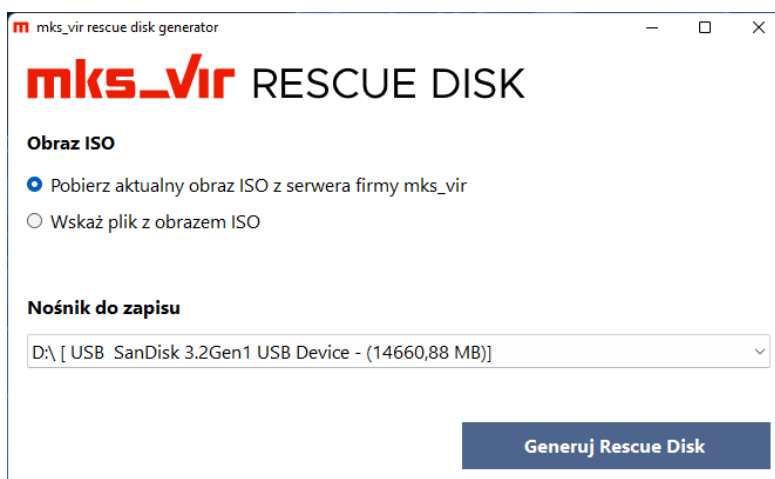 mks_vir rescue disk generator
mks_vir RESCUE DISK
Obraz ISO
Pobierz aktualny obraz ISO z serwera firmy mks_vir
Wskaż plik z obrazem ISO
Nośnik do zapisu
D:\ [ USB  SanDisk 3.2Gen1 USB Device - (14660,88 MB)]
Generuj Rescue Disk